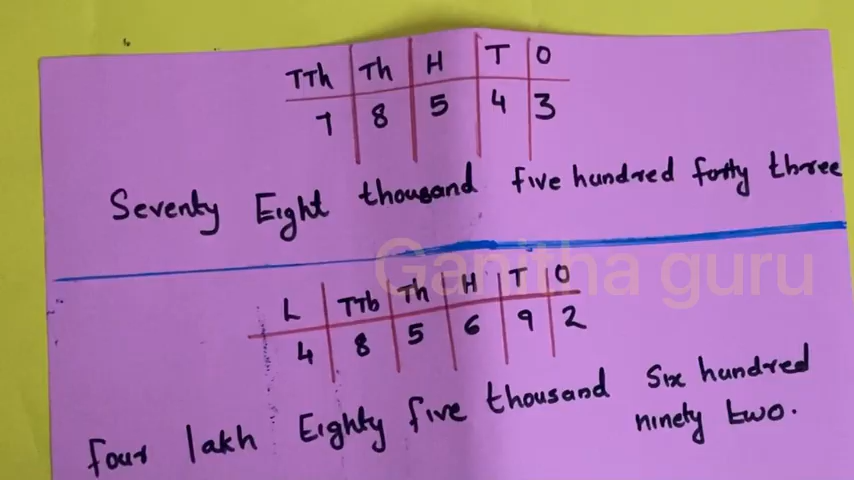 TTh Th H T O
7 8 5 4 3
Seventy Eight thousand five hundred forty three
Ganitha guru
L TTh Th H T O
4 8 5 6 9 2
four lakh Eighty five thousand Six hundred
ninety two.